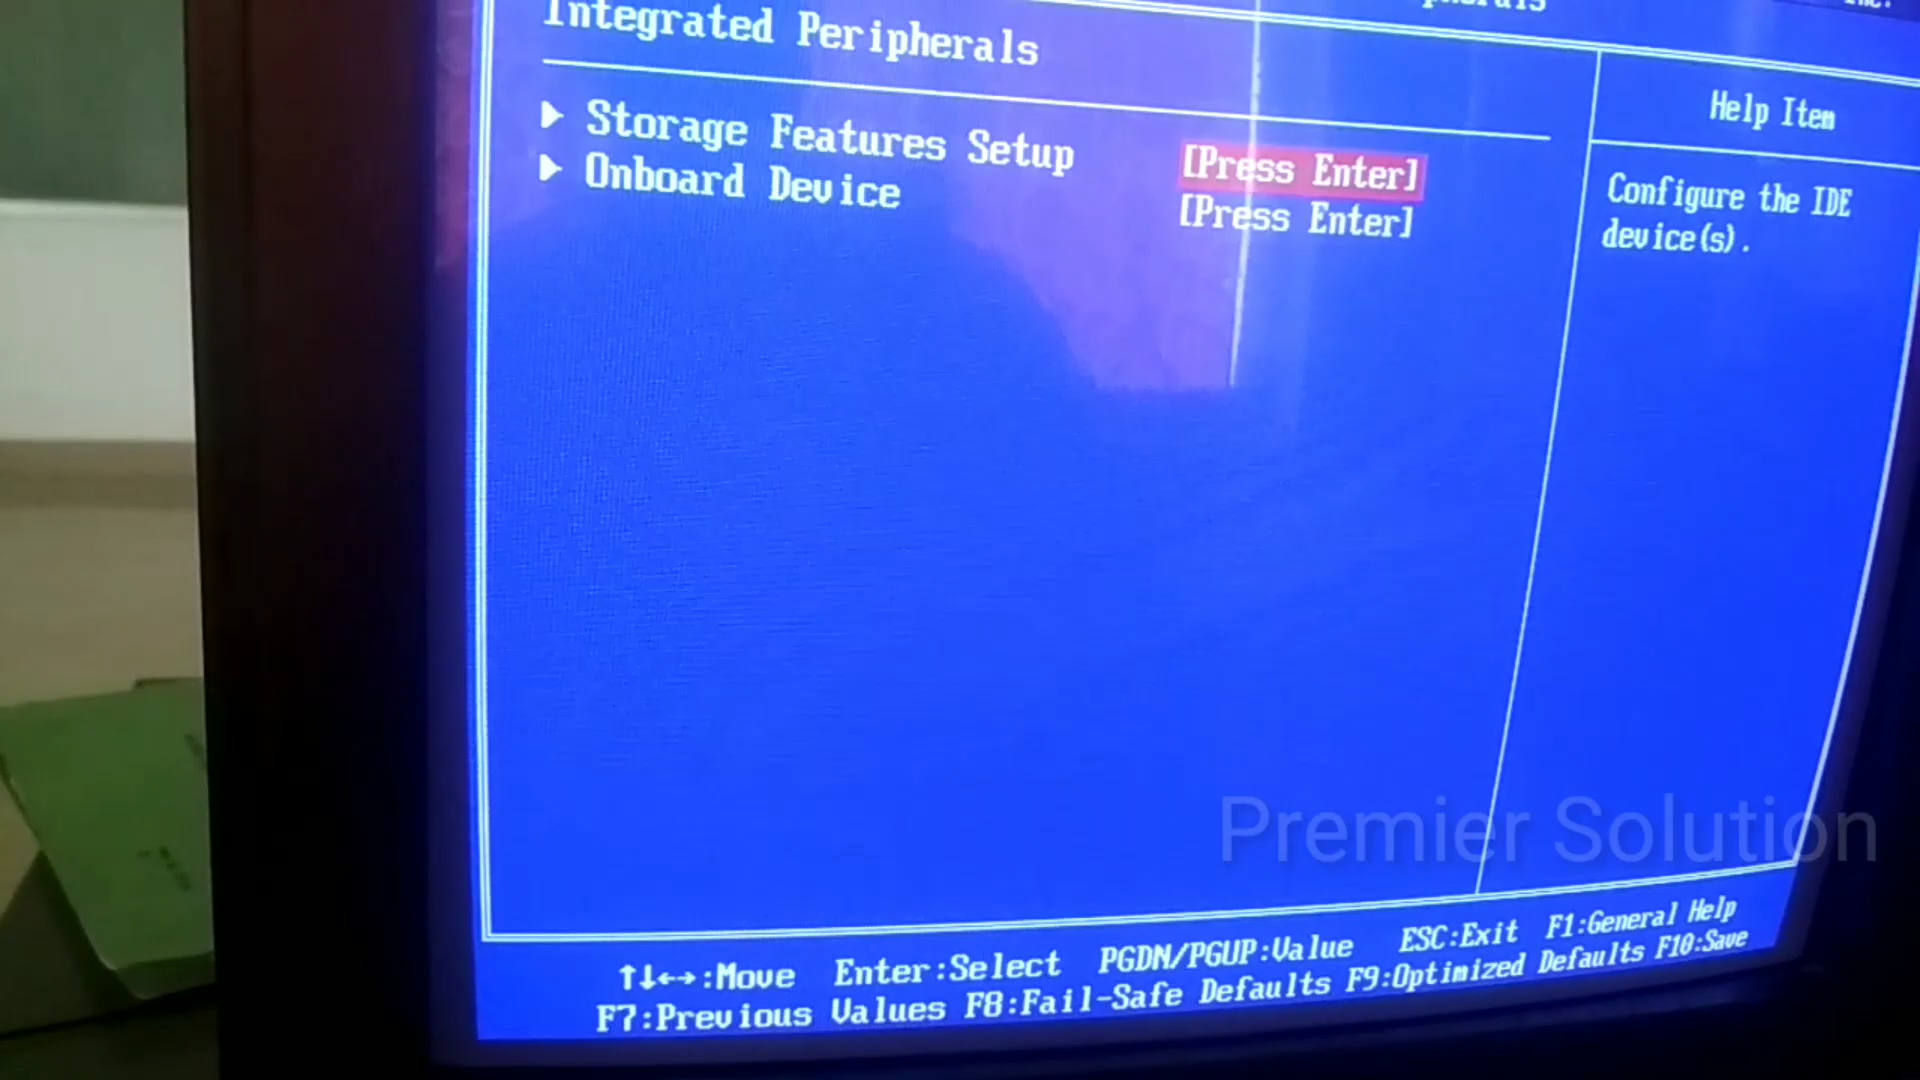 Integrated Peripherals
Help Item
▶ Storage Features Setup [Press Enter]
▶ Onboard Device [Press Enter]
Configure the IDE
device(s).
Premier Solution
↑↓←→:Move Enter:Select PGDN/PGUP:Value ESC:Exit F1:General Help
F7:Previous Values F8:Fail-Safe Defaults F9:Optimized Defaults F10:Save